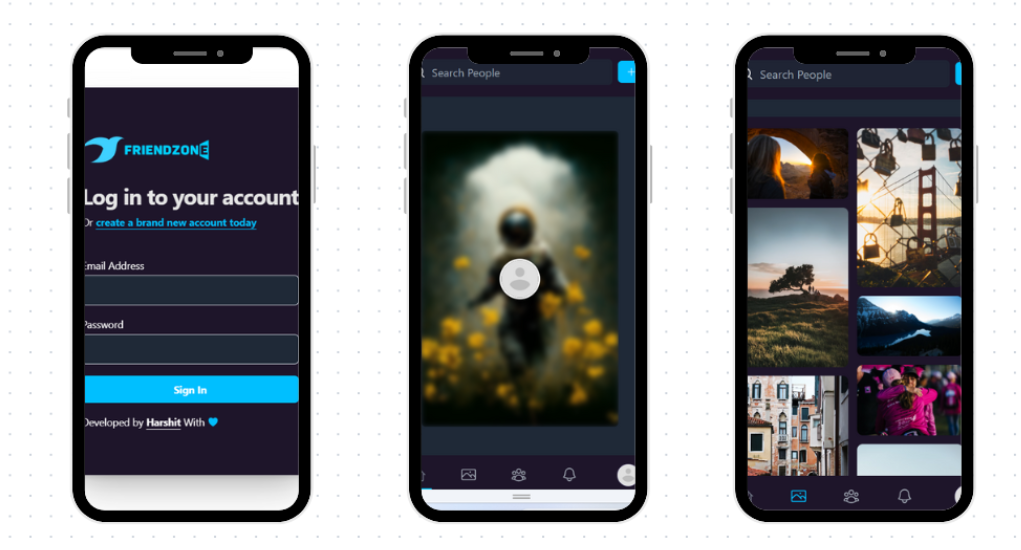 FRIENDZONE
Log in to your account
Or create a brand new account today
Email Address
Password
Sign In
Developed by Harshit With
Search People
Search People